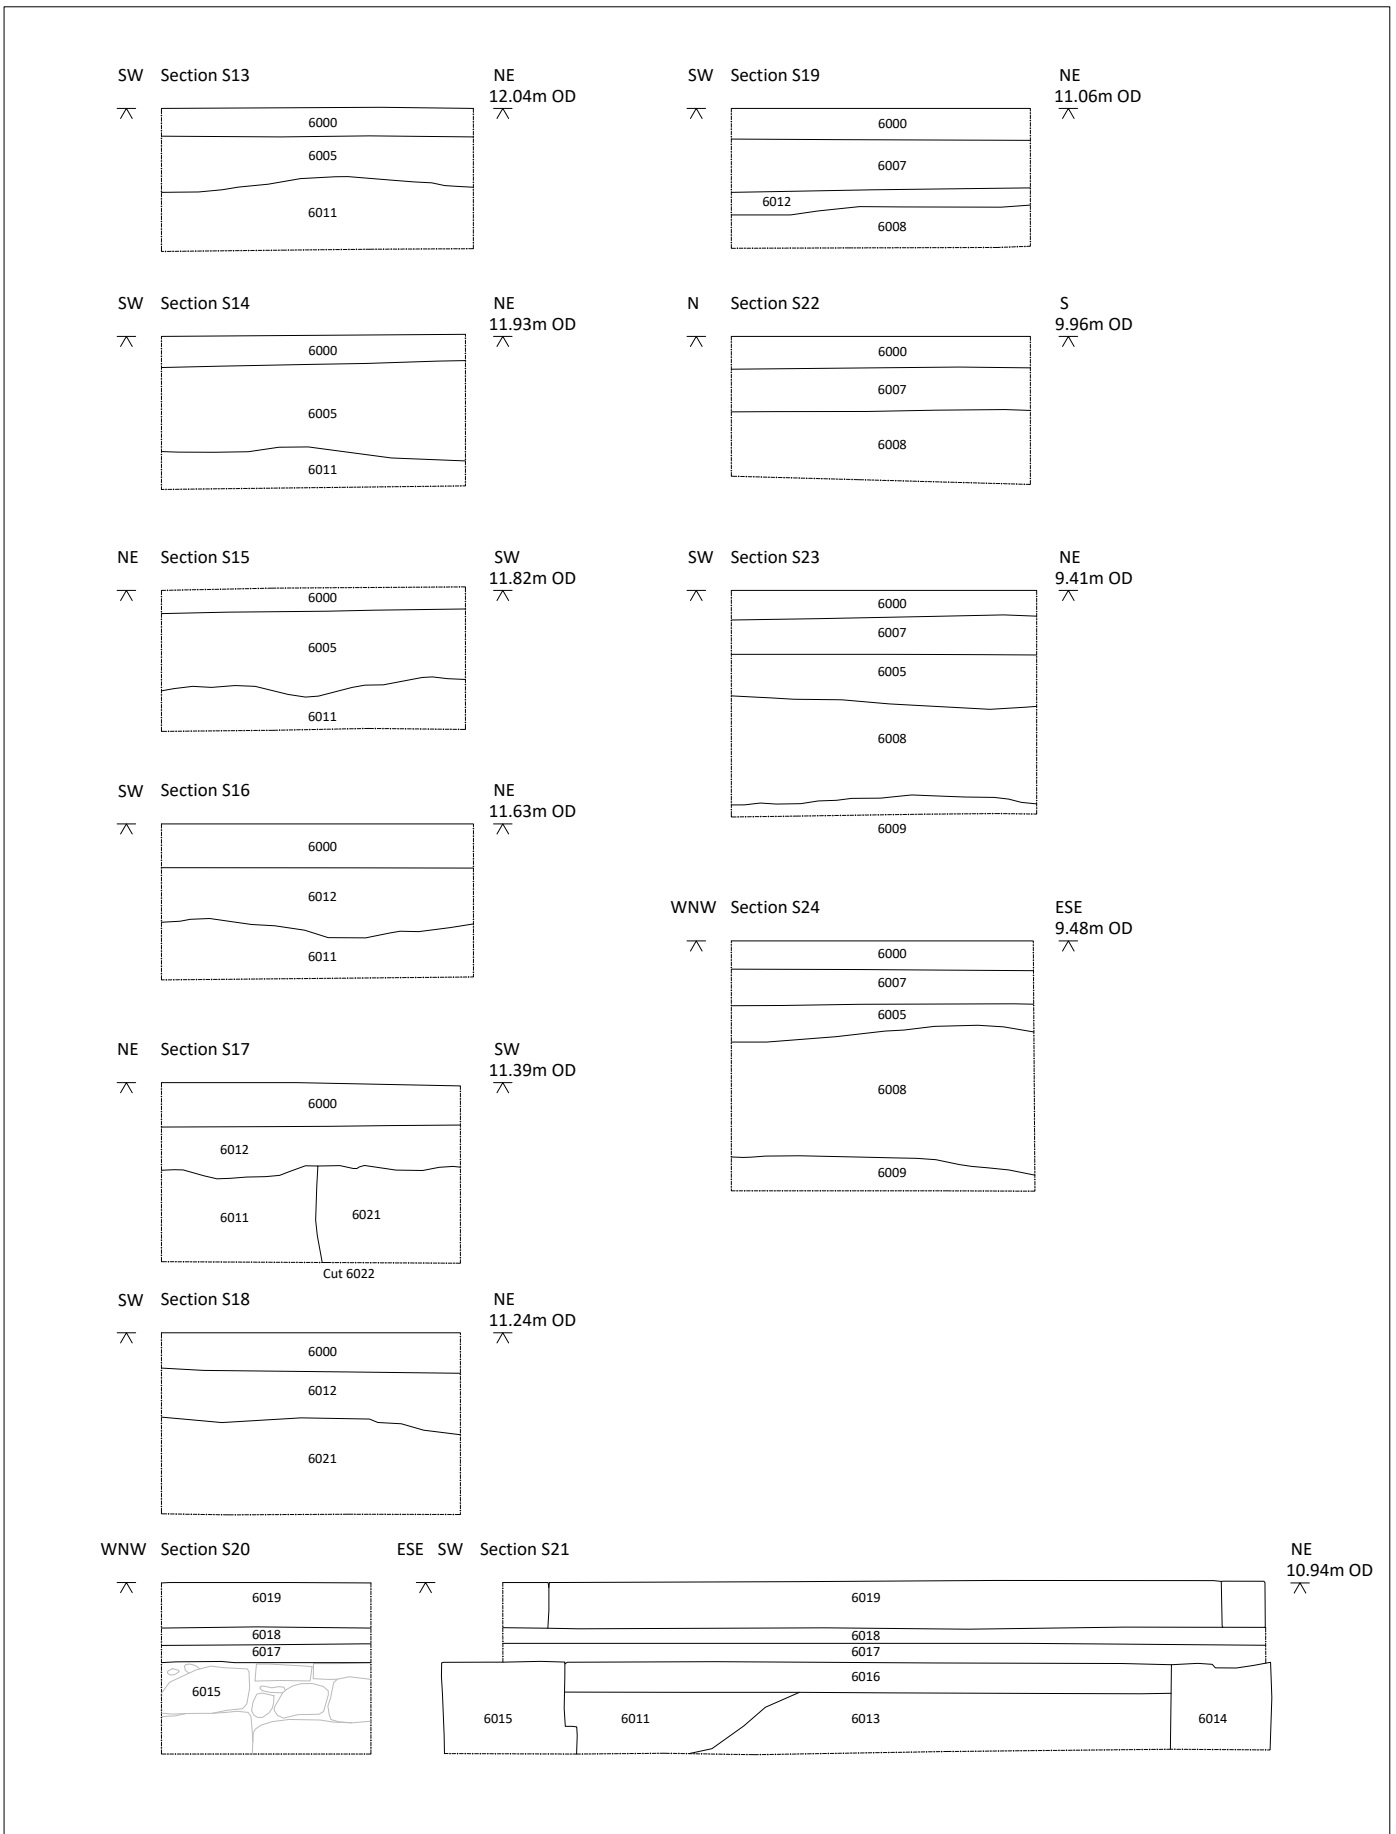 SW Section S13 NE
12.04m OD
6000
6005
6011
SW Section S14 NE
11.93m OD
6000
6005
6011
NE Section S15 SW
11.82m OD
6000
6005
6011
SW Section S16 NE
11.63m OD
6000
6012
6011
NE Section S17 SW
11.39m OD
6000
6012
6011 6021
Cut 6022
SW Section S18 NE
11.24m OD
6000
6012
6021
SW Section S19 NE
11.06m OD
6000
6007
6012
6008
N Section S22 S
9.96m OD
6000
6007
6008
SW Section S23 NE
9.41m OD
6000
6007
6005
6008
6009
WNW Section S24 ESE
9.48m OD
6000
6007
6005
6008
6009
WNW Section S20 ESE
6019
6018
6017
6015
SW Section S21 NE
10.94m OD
6019
6018
6017
6016
6015 6011 6013 6014